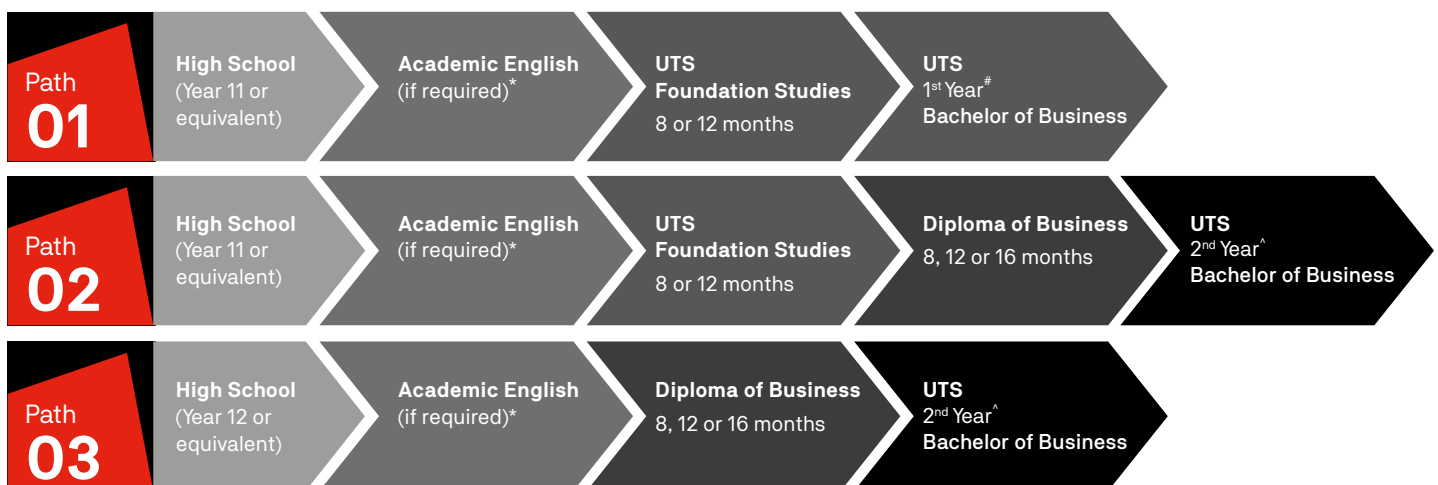 Path
01
High School
(Year 11 or
equivalent)
Academic English
(if required)*
UTS
Foundation Studies
8 or 12 months
UTS
1st Year#
Bachelor of Business
Path
02
High School
(Year 11 or
equivalent)
Academic English
(if required)*
UTS
Foundation Studies
8 or 12 months
Diploma of Business
8, 12 or 16 months
UTS
2nd Year^
Bachelor of Business
Path
03
High School
(Year 12 or
equivalent)
Academic English
(if required)*
Diploma of Business
8, 12 or 16 months
UTS
2nd Year^
Bachelor of Business